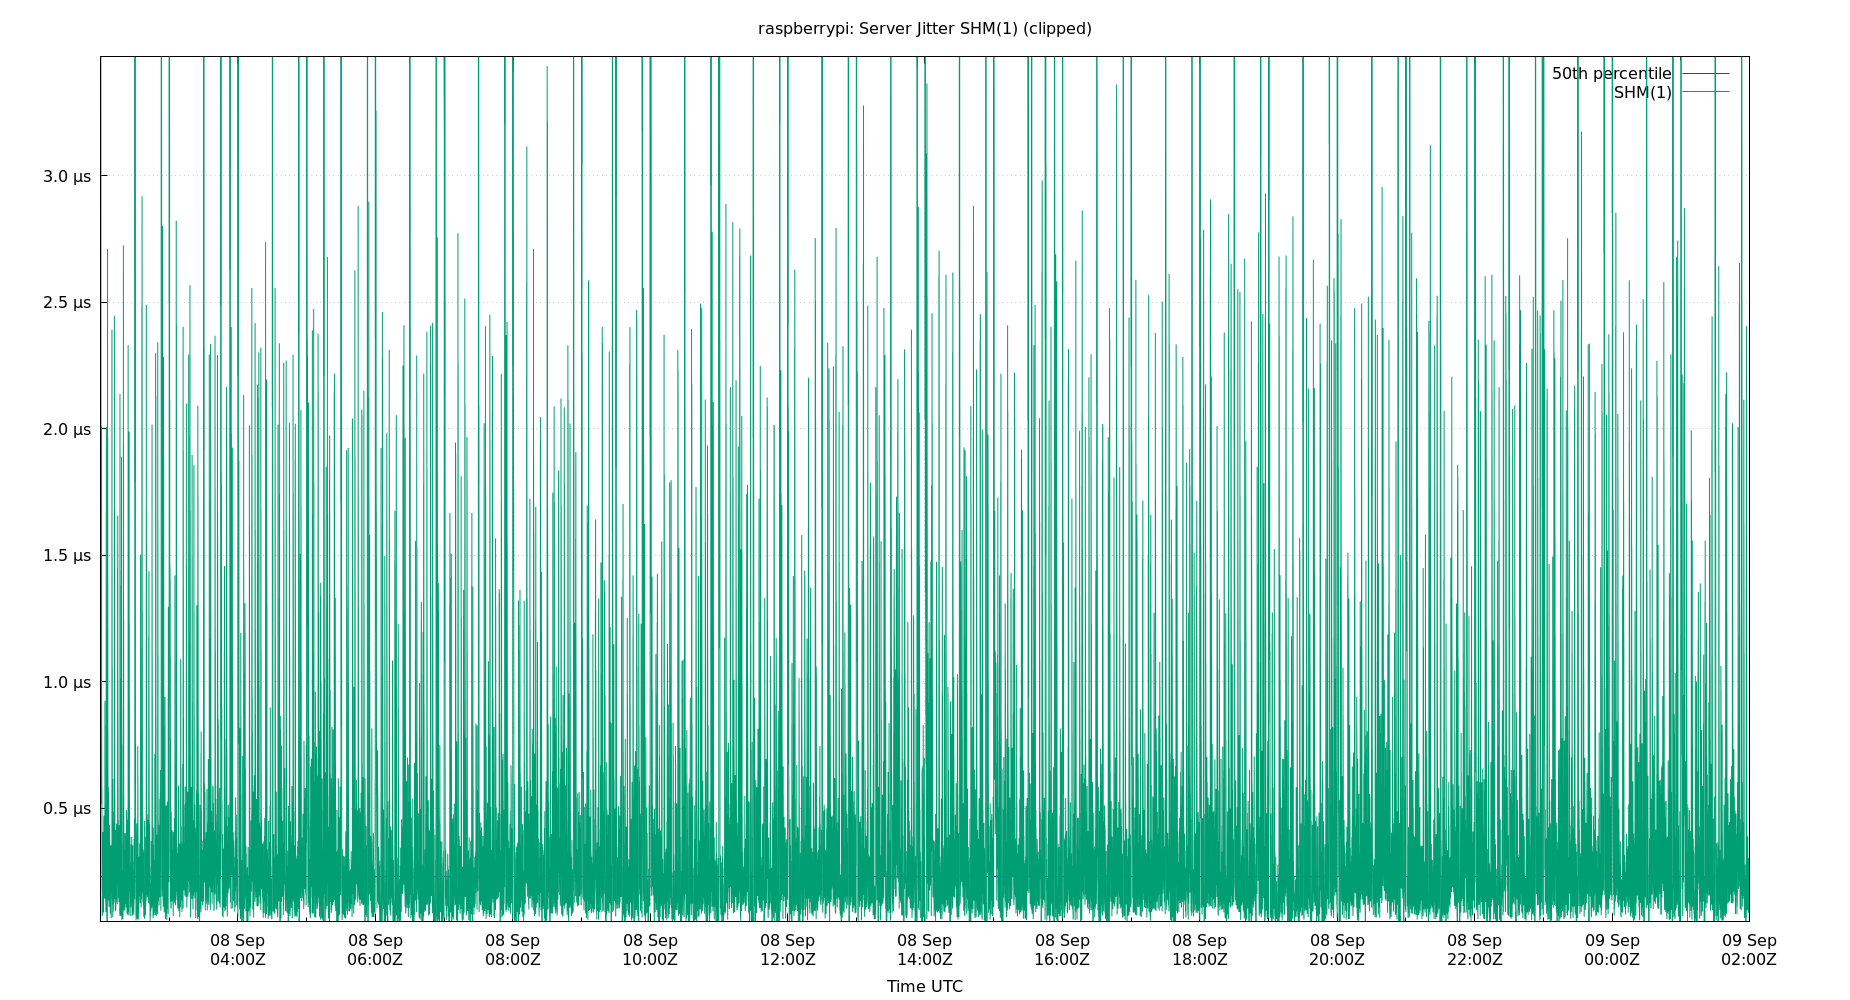 raspberrypi: Server Jitter SHM(1) (clipped)
50th percentile
SHM(1)
3.0 µs
2.5 µs
2.0 µs
1.5 µs
1.0 µs
0.5 µs
08 Sep 08 Sep 08 Sep 08 Sep 08 Sep 08 Sep 08 Sep 08 Sep 08 Sep 08 Sep 09 Sep 09 Sep
04:00Z 06:00Z 08:00Z 10:00Z 12:00Z 14:00Z 16:00Z 18:00Z 20:00Z 22:00Z 00:00Z 02:00Z
Time UTC